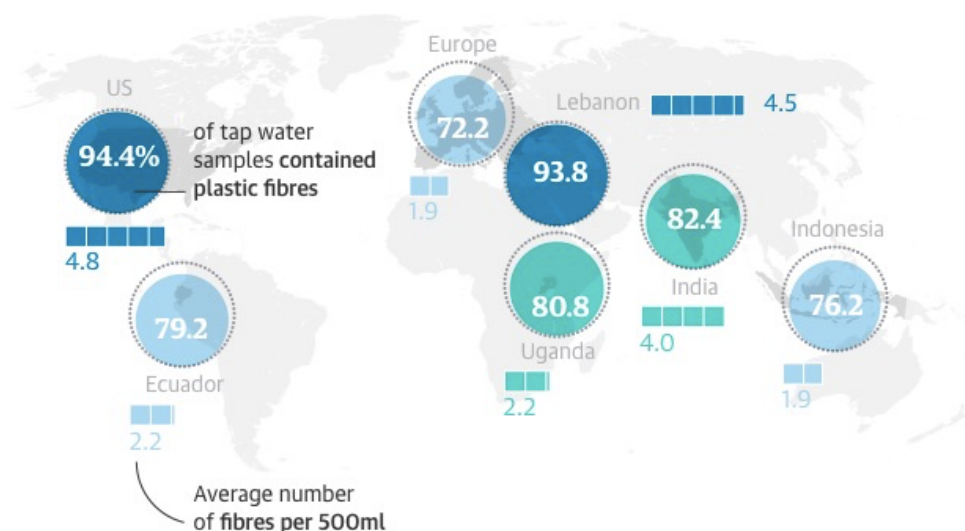 US
94.4%
of tap water
samples contained
plastic fibres
4.8
Europe
72.2
1.9
Lebanon
4.5
93.8
82.4
India
4.0
Indonesia
76.2
1.9
80.8
Uganda
2.2
79.2
Ecuador
2.2
Average number
of fibres per 500ml